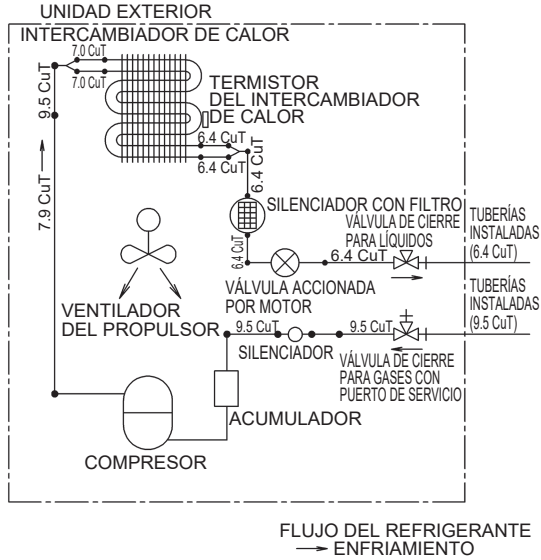 UNIDAD EXTERIOR
INTERCAMBIADOR DE CALOR
7.0 CuT
7.0 CuT
9.5 CuT
7.9 CuT
TERMISTOR
DEL INTERCAMBIADOR
DE CALOR
6.4 CuT
6.4 CuT
6.4 CuT
SILENCIADOR CON FILTRO
VÁLVULA DE CIERRE
PARA LÍQUIDOS
TUBERÍAS
INSTALADAS
(6.4 CuT)
6.4 CuT
6.4 CuT
VÁLVULA ACCIONADA
POR MOTOR
TUBERÍAS
INSTALADAS
(9.5 CuT)
VENTILADOR
DEL PROPULSOR
9.5 CuT
9.5 CuT
SILENCIADOR
VÁLVULA DE CIERRE
PARA GASES CON
PUERTO DE SERVICIO
ACUMULADOR
COMPRESOR
FLUJO DEL REFRIGERANTE
ENFRIAMIENTO